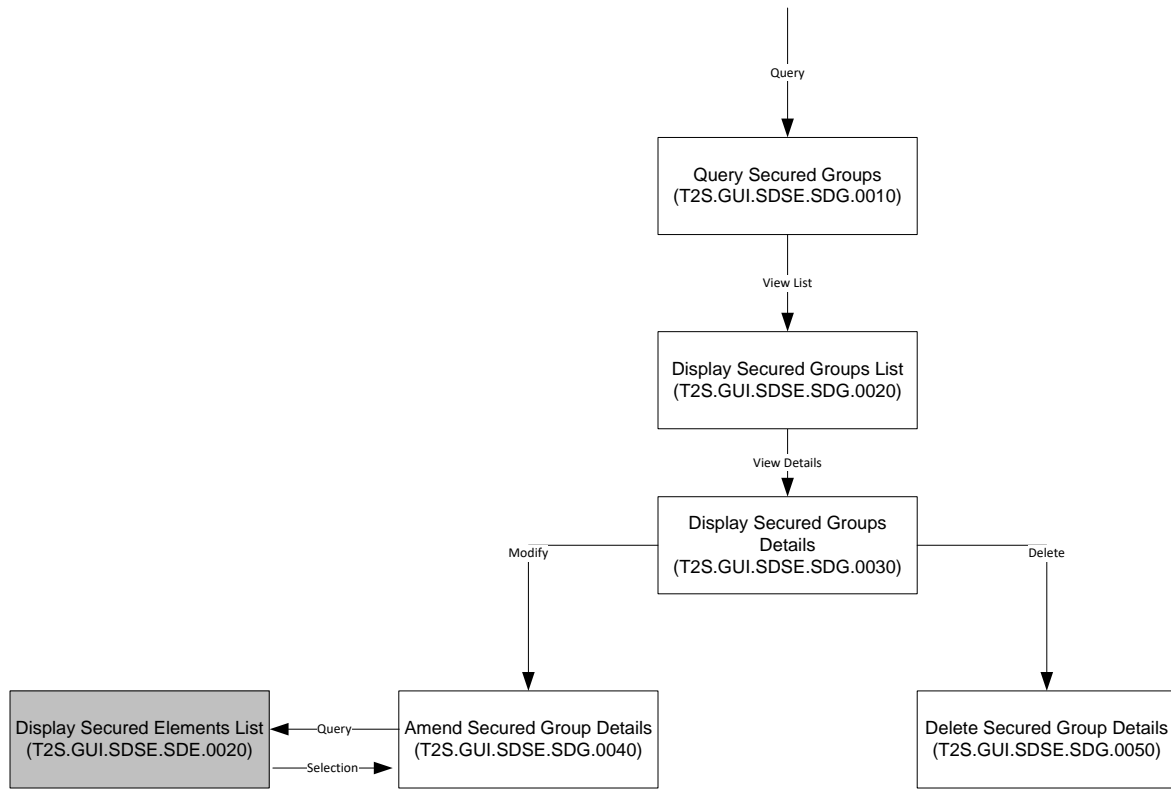 Query
Query Secured Groups
(T2S.GUI.SDSE.SDG.0010)
View List
Display Secured Groups List
(T2S.GUI.SDSE.SDG.0020)
View Details
Display Secured Groups
Details
(T2S.GUI.SDSE.SDG.0030)
Modify
Delete
Display Secured Elements List
(T2S.GUI.SDSE.SDE.0020)
Query
Selection
Amend Secured Group Details
(T2S.GUI.SDSE.SDG.0040)
Delete Secured Group Details
(T2S.GUI.SDSE.SDG.0050)